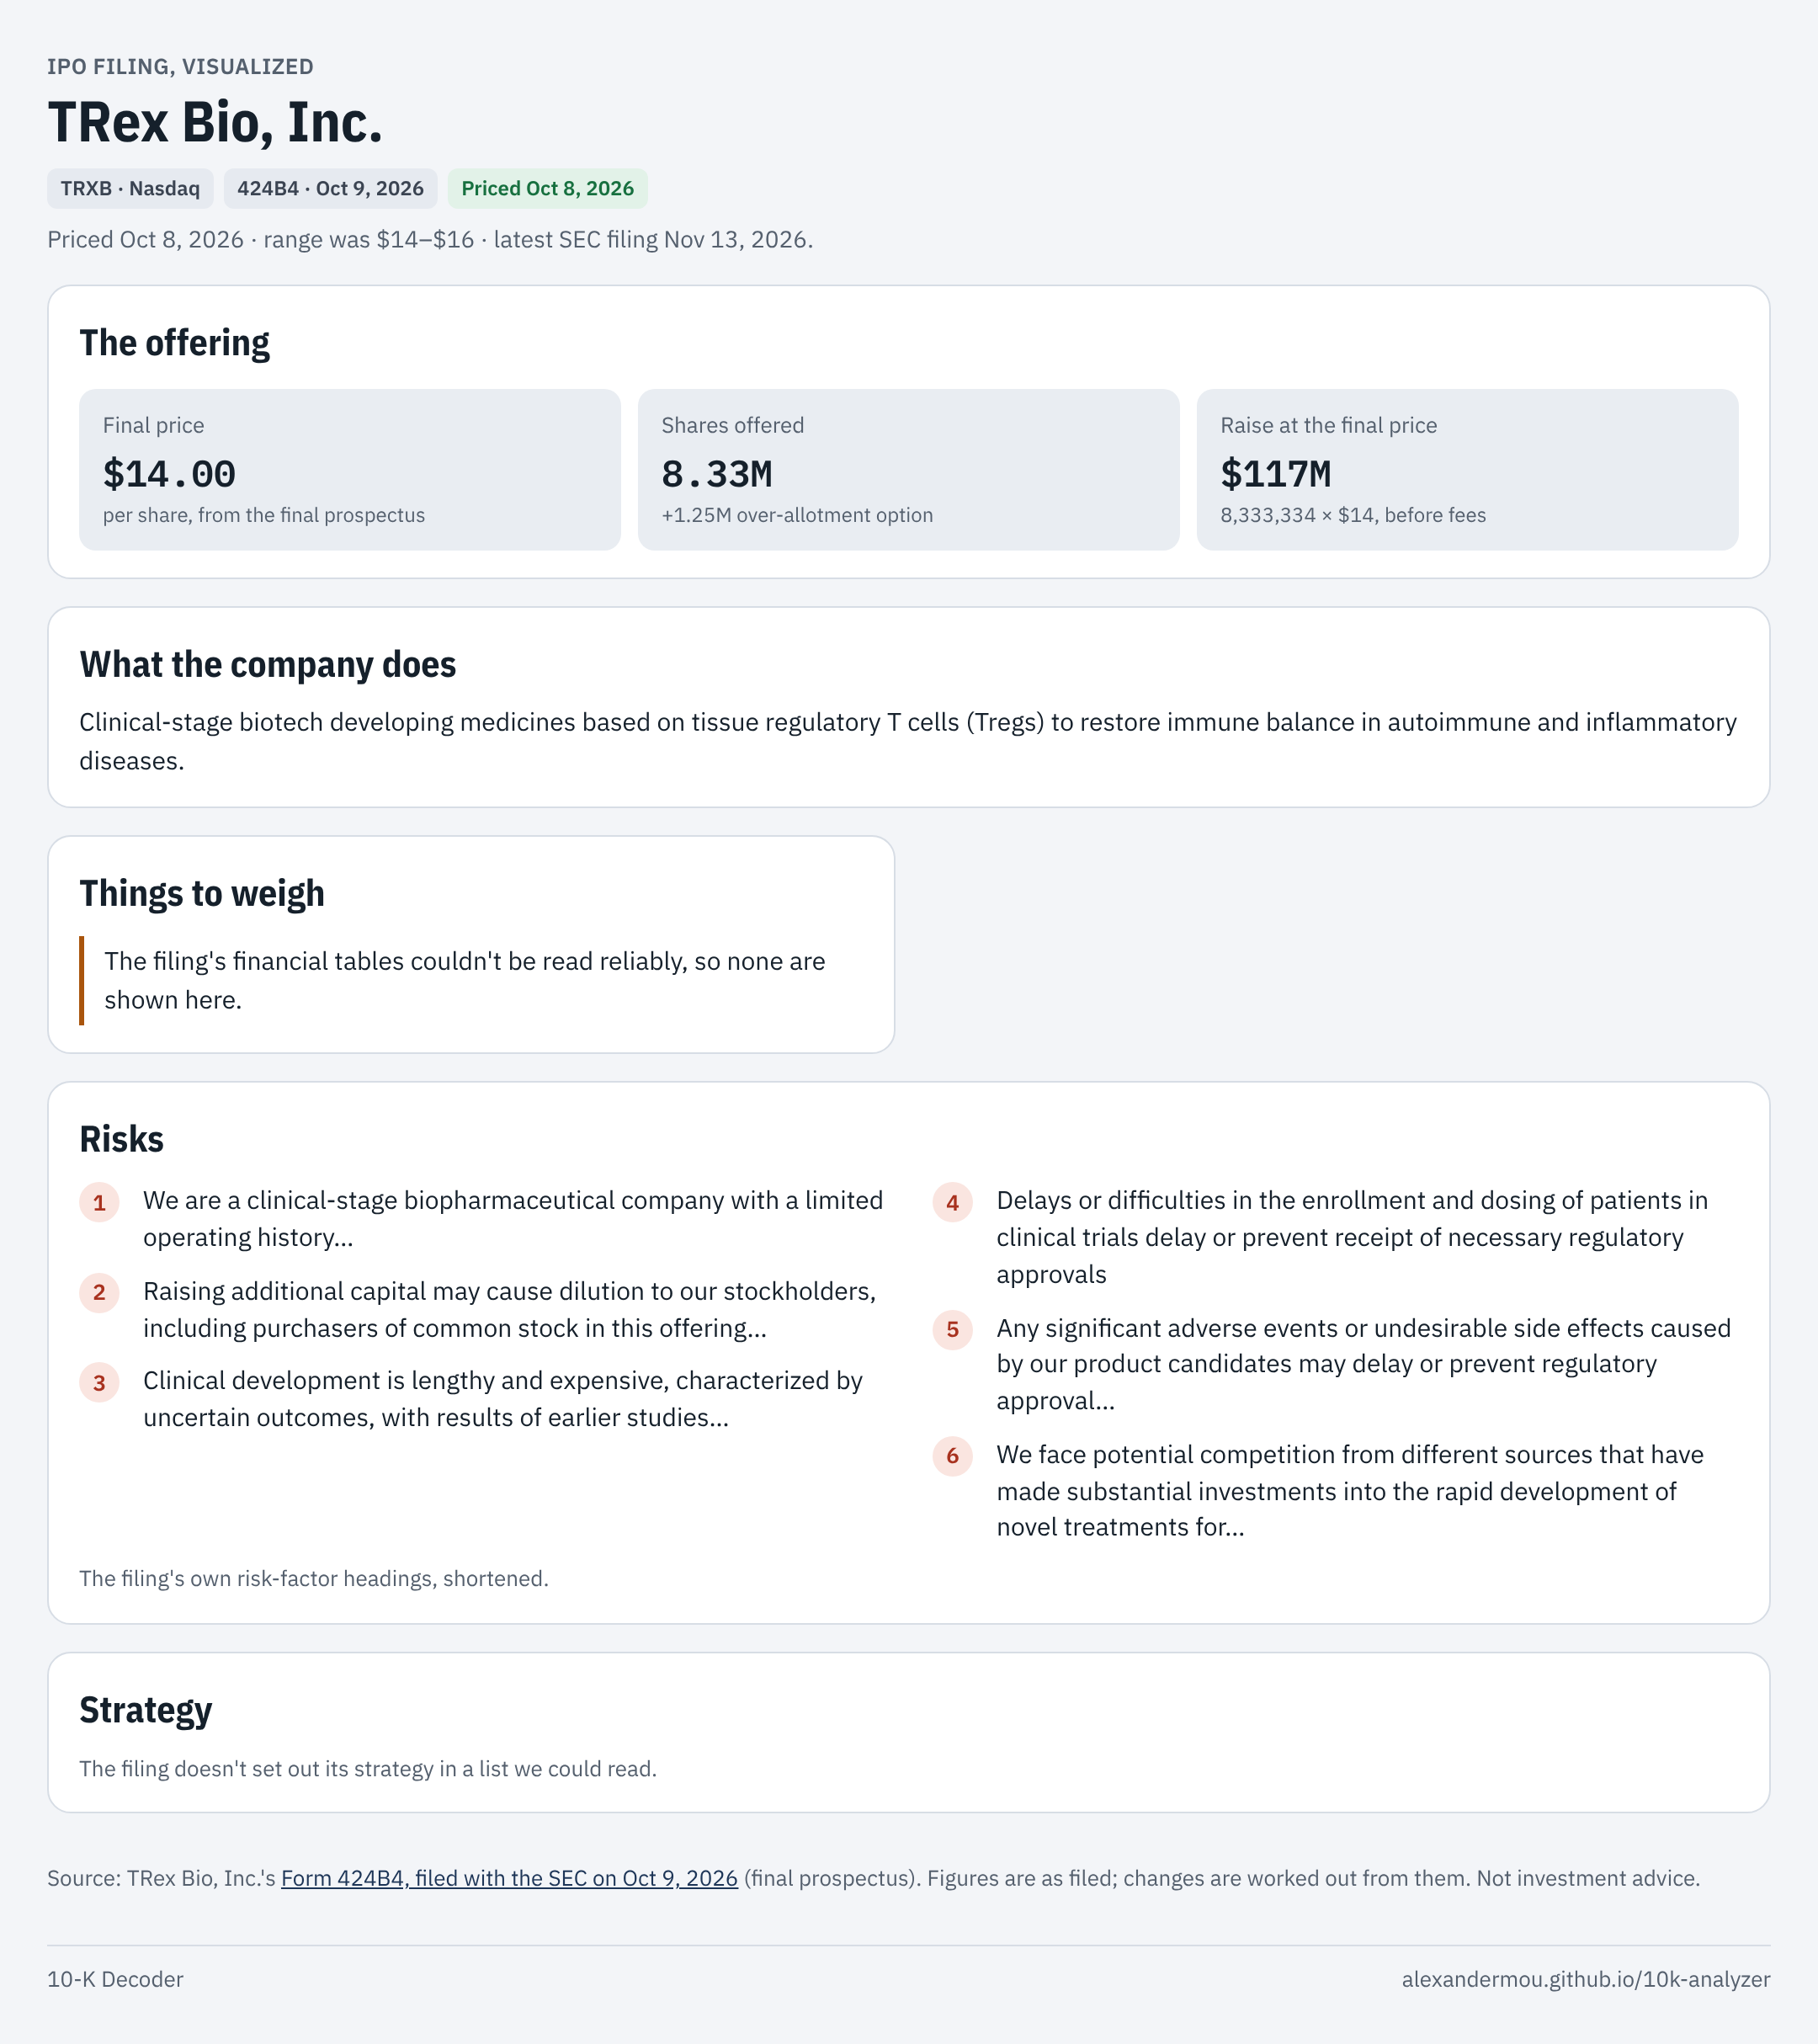 IPO FILING, VISUALIZED
TRex Bio, Inc.
TRXB · Nasdaq
424B4 · Oct 9, 2026
Priced Oct 8, 2026
Priced Oct 8, 2026 · range was $14–$16 · latest SEC filing Nov 13, 2026.
The offering
Final price
$14.00
per share, from the final prospectus
Shares offered
8.33M
+1.25M over-allotment option
Raise at the final price
$117M
8,333,334 × $14, before fees
What the company does
Clinical-stage biotech developing medicines based on tissue regulatory T cells (Tregs) to restore immune balance in autoimmune and inflammatory
diseases.
Things to weigh
The filing's financial tables couldn't be read reliably, so none are
shown here.
Risks
1 We are a clinical-stage biopharmaceutical company with a limited
operating history…
2 Raising additional capital may cause dilution to our stockholders,
including purchasers of common stock in this offering…
3 Clinical development is lengthy and expensive, characterized by
uncertain outcomes, with results of earlier studies…
4 Delays or difficulties in the enrollment and dosing of patients in
clinical trials delay or prevent receipt of necessary regulatory
approvals
5 Any significant adverse events or undesirable side effects caused
by our product candidates may delay or prevent regulatory
approval…
6 We face potential competition from different sources that have
made substantial investments into the rapid development of
novel treatments for…
The filing's own risk-factor headings, shortened.
Strategy
The filing doesn't set out its strategy in a list we could read.
Source: TRex Bio, Inc.'s Form 424B4, filed with the SEC on Oct 9, 2026 (final prospectus). Figures are as filed; changes are worked out from them. Not investment advice.
10-K Decoder
alexandermou.github.io/10k-analyzer